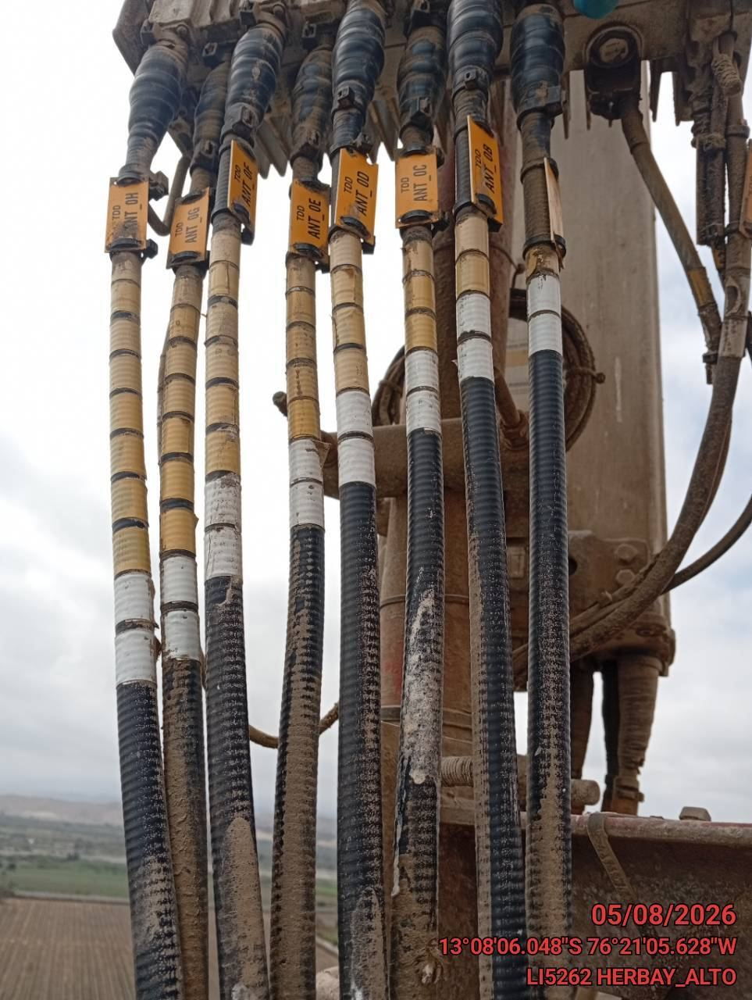 TDD
ANT_0H
TDD
ANT_0G
TDD
ANT_0F
TDD
ANT_0E
TDD
ANT_0D
TDD
ANT_0C
TDD
ANT_0B
05/08/2026
13°08'06.048"S 76°21'05.628"W
LI5262 HERBAY_ALTO